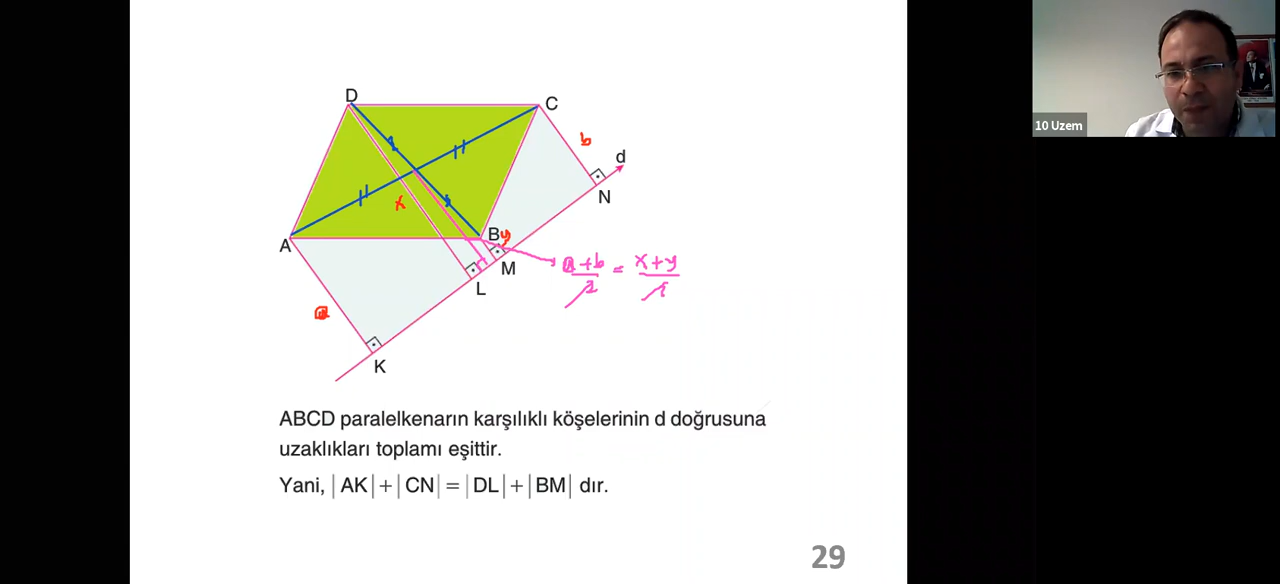 D
C
b
d
N
x
A
B
y
M
a + b / 2 = x + y / 2
L
a
K
ABCD paralelkenarın karşılıklı köşelerinin d doğrusuna
uzaklıkları toplamı eşittir.
Yani, |AK| + |CN| = |DL| + |BM| dır.
29
10 Uzem